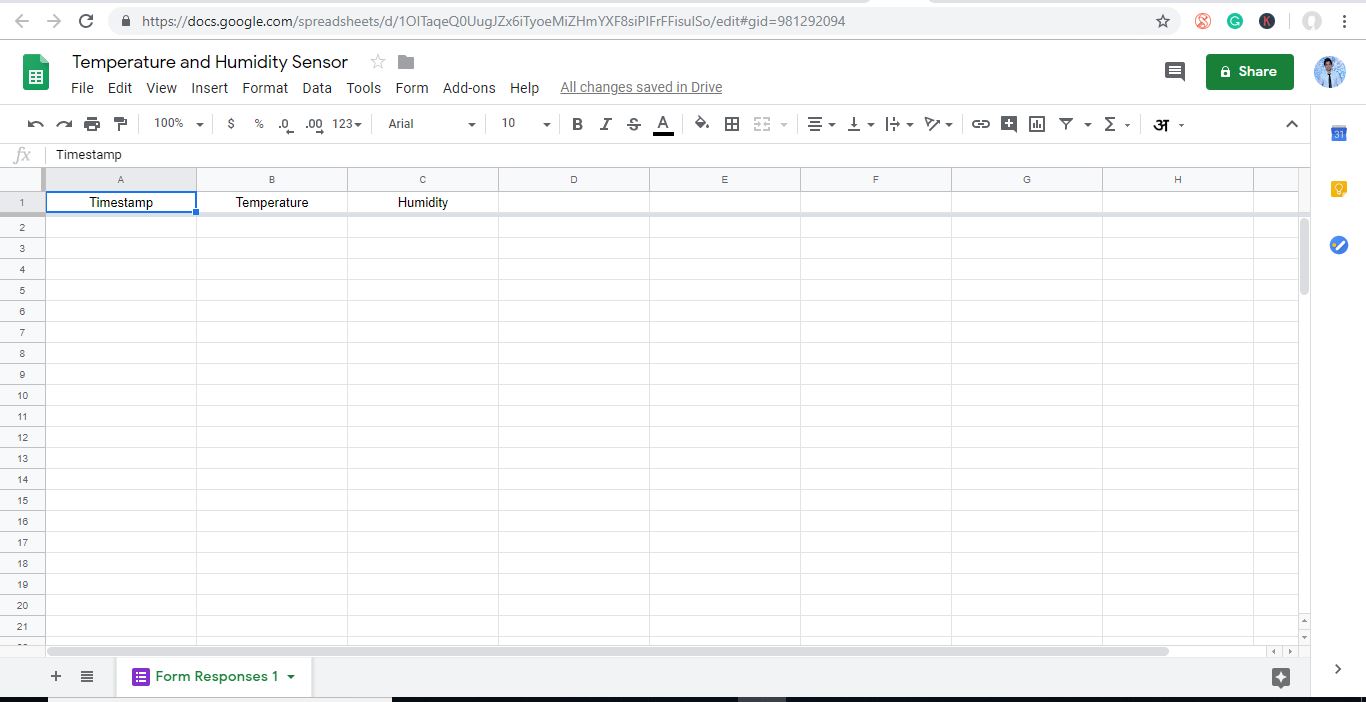 https://docs.google.com/spreadsheets/d/1OITaqeQ0UugJZx6iTyoeMiZHmYXF8siPIFrFFisulSo/edit#gid=981292094
Temperature and Humidity Sensor
File Edit View Insert Format Data Tools Form Add-ons Help All changes saved in Drive
Share
100% $ % .0 .00 123 Arial 10 B I S A Σ अ
31
fx Timestamp
A B C D E F G H
1 Timestamp Temperature Humidity
2
3
4
5
6
7
8
9
10
11
12
13
14
15
16
17
18
19
20
21
+ Form Responses 1